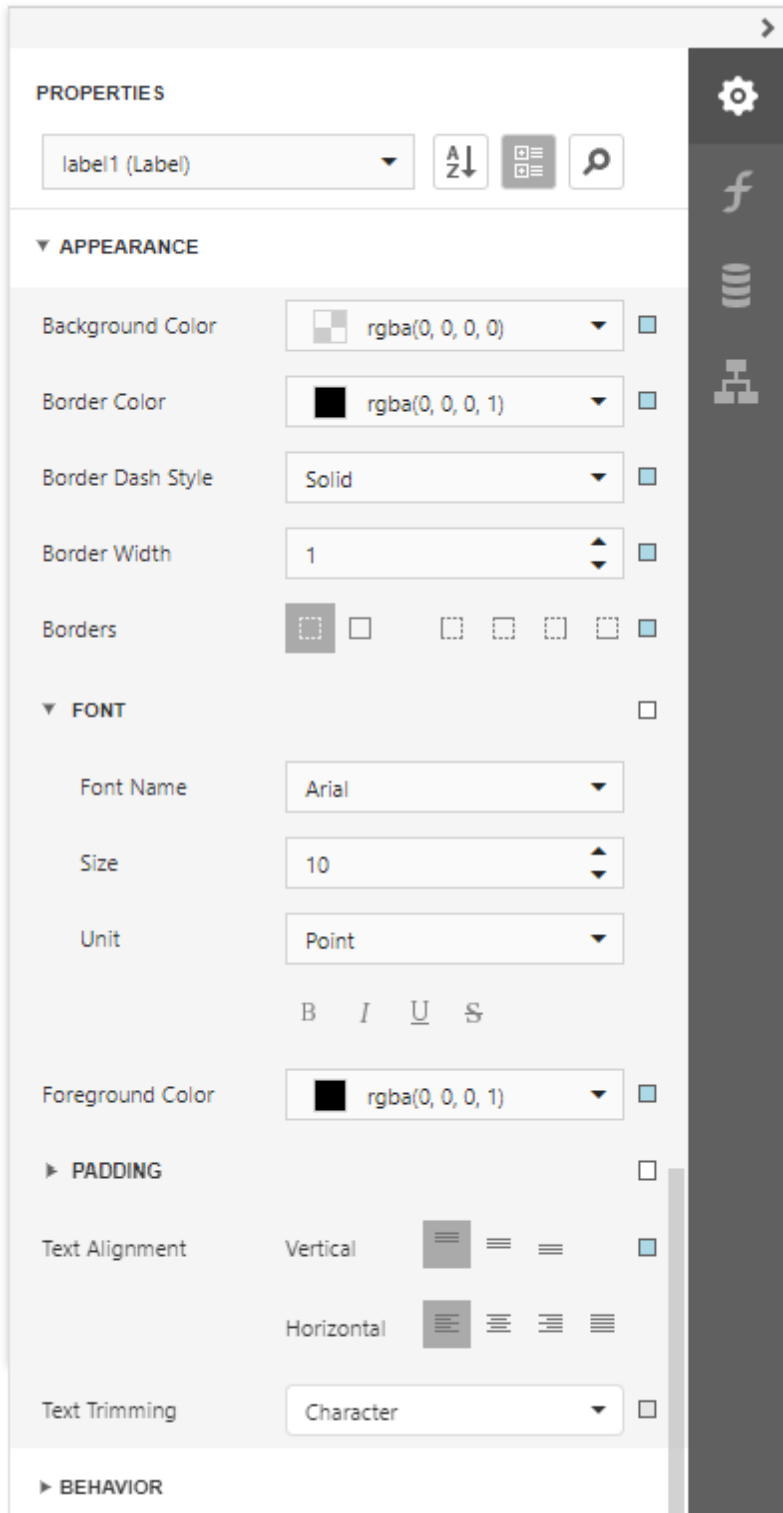 PROPERTIES
label1 (Label)
A
Z
APPEARANCE
Background Color rgba(0, 0, 0, 0)
Border Color rgba(0, 0, 0, 1)
Border Dash Style Solid
Border Width 1
Borders
FONT
Font Name Arial
Size 10
Unit Point
B I U S
Foreground Color rgba(0, 0, 0, 1)
PADDING
Text Alignment Vertical
Horizontal
Text Trimming Character
BEHAVIOR